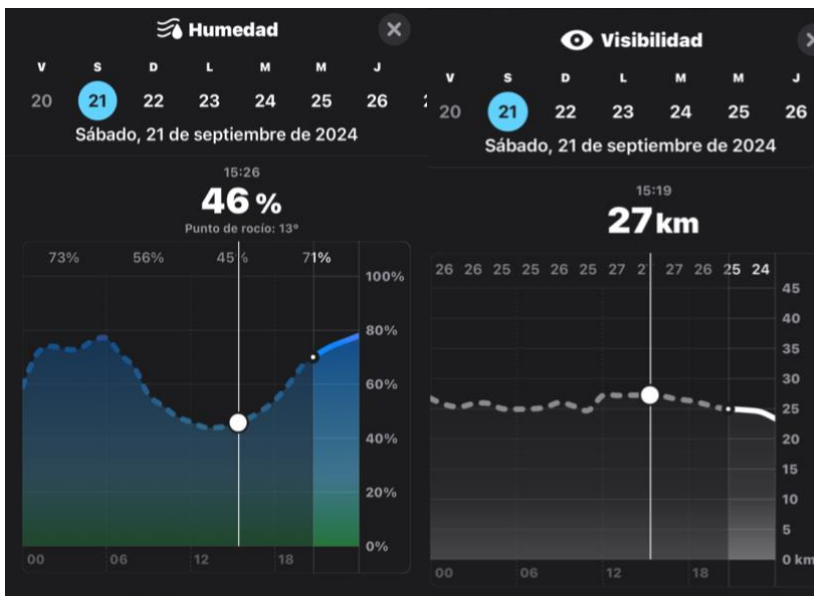 Humedad
V S D L M M J
20 21 22 23 24 25 26
Sábado, 21 de septiembre de 2024
15:26
46 %
Punto de rocío: 13°
73% 56% 45% 71%
100%
80%
60%
40%
20%
0%
00 06 12 18
Visibilidad
V S D L M M J
20 21 22 23 24 25 26
Sábado, 21 de septiembre de 2024
15:19
27 km
26 26 25 25 26 25 27 27 26 25 24
45
40
35
30
25
20
15
10
5
0 km
00 06 12 18